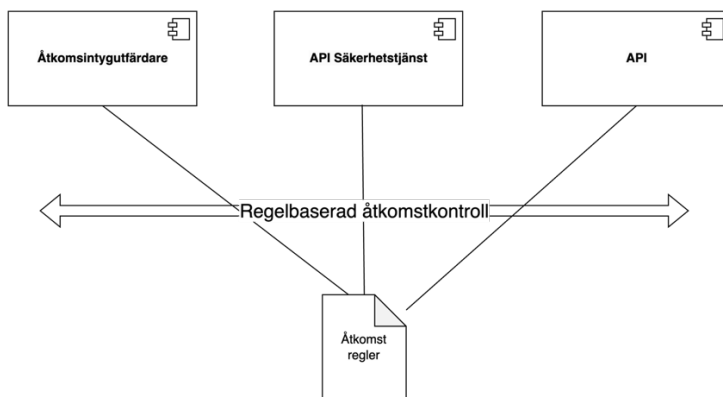 Åtkomsintygutfärdare
API Säkerhetstjänst
API
Regelbaserad åtkomstkontroll
Åtkomst
regler